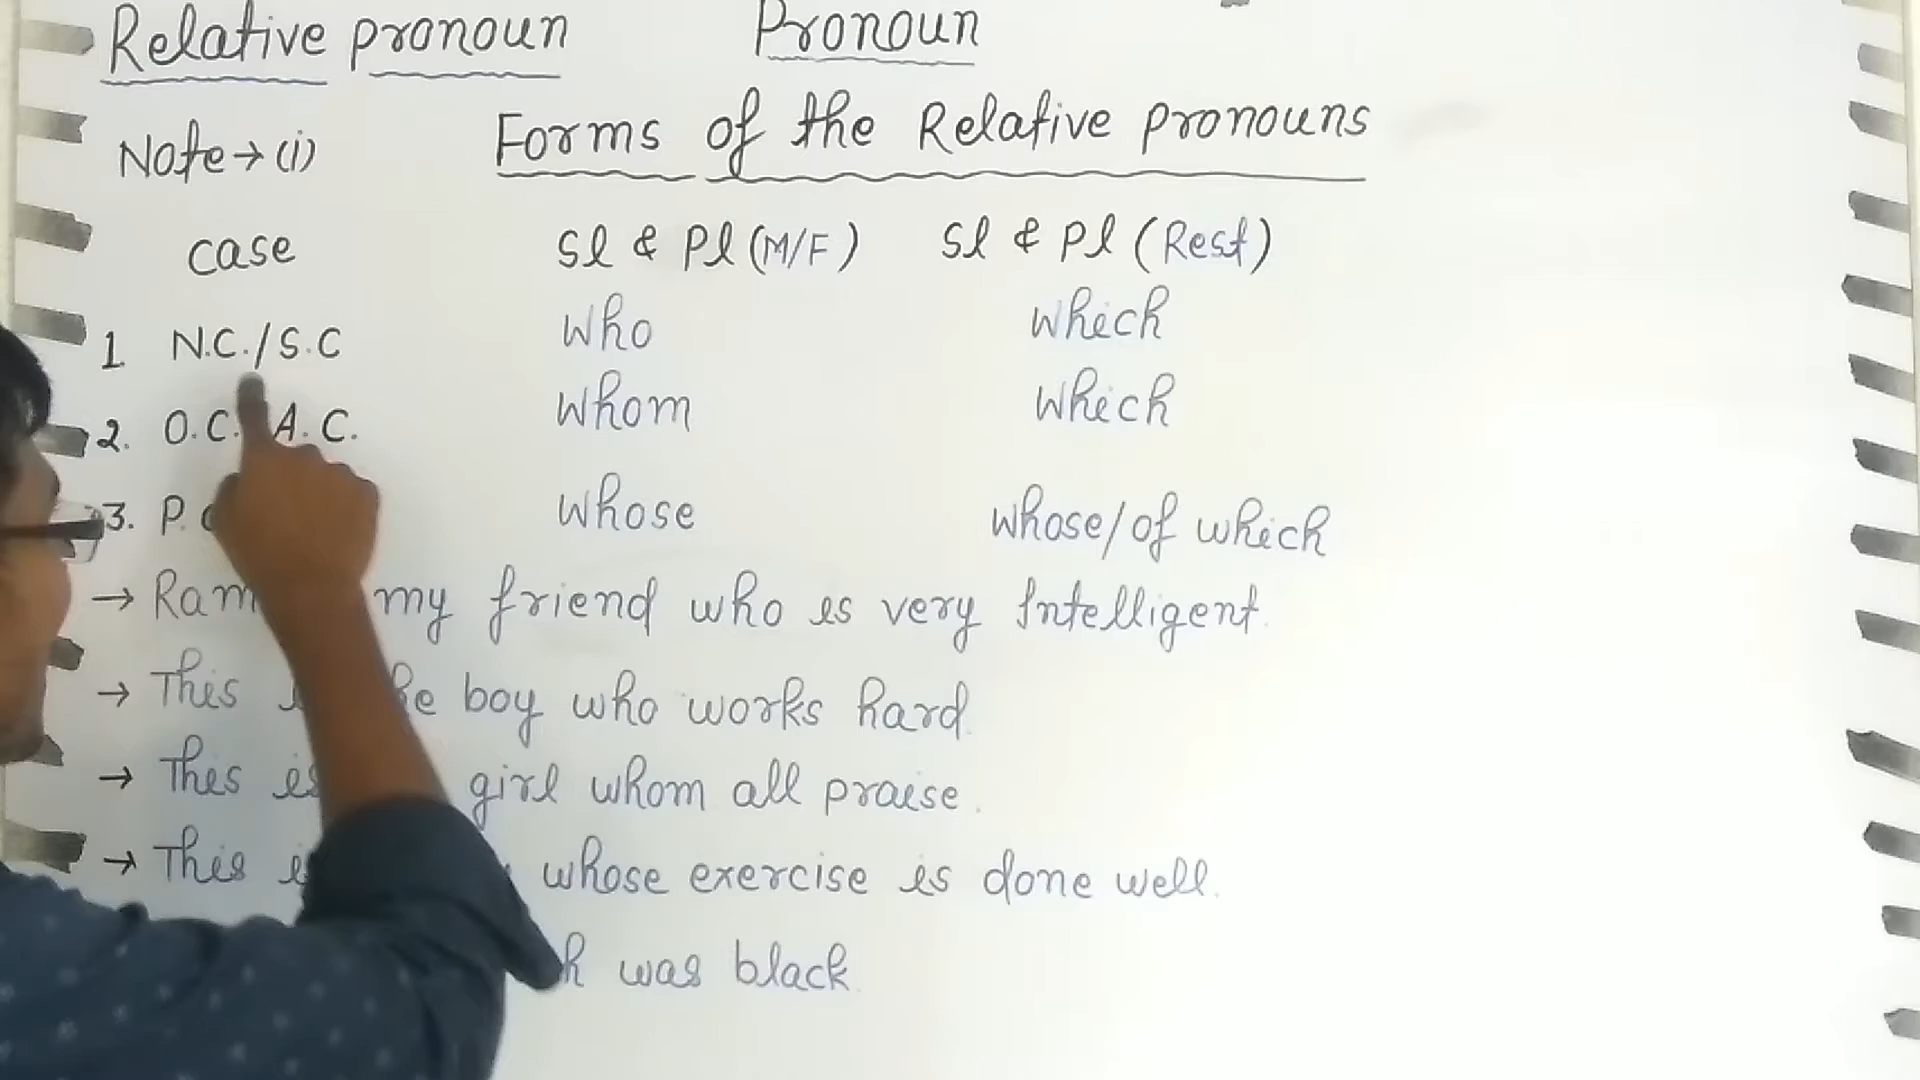 Relative pronoun Pronoun
Note→(i) Forms of the Relative pronouns
case Sl & Pl (M/F) Sl & Pl (Rest)
1 N.C./S.C who which
2. O.C. A.C. whom which
3. P. whose whose/of which
→ Ram my friend who is very Intelligent.
→ This boy who works hard.
→ This is girl whom all praise.
→ This whose exercise is done well.
was black